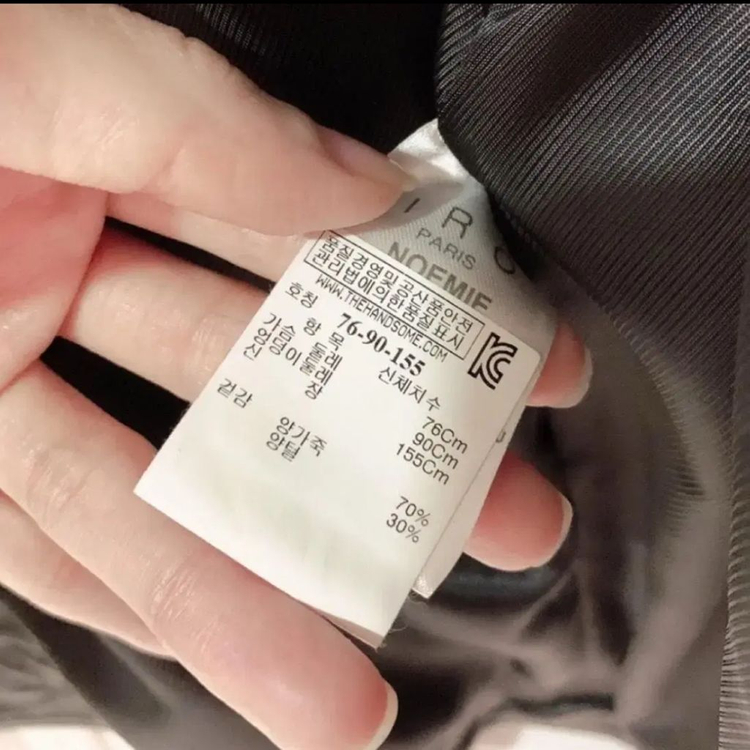 IRO
PARIS
NOEMIE
품질경영및공산품안전
관리법에의한품질표시
WWW.THEHANDSOME.COM
호칭 76-90-155
항 목 신체치수
가슴 둘레 76Cm
엉덩이둘레 90Cm
신 장 155Cm
겉감
양가죽 70%
양털 30%